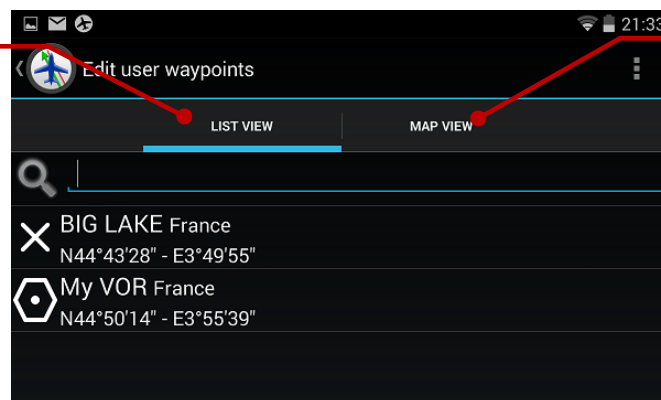 21:33
Edit user waypoints
LIST VIEW MAP VIEW
BIG LAKE France
N44°43'28" - E3°49'55"
My VOR France
N44°50'14" - E3°55'39"